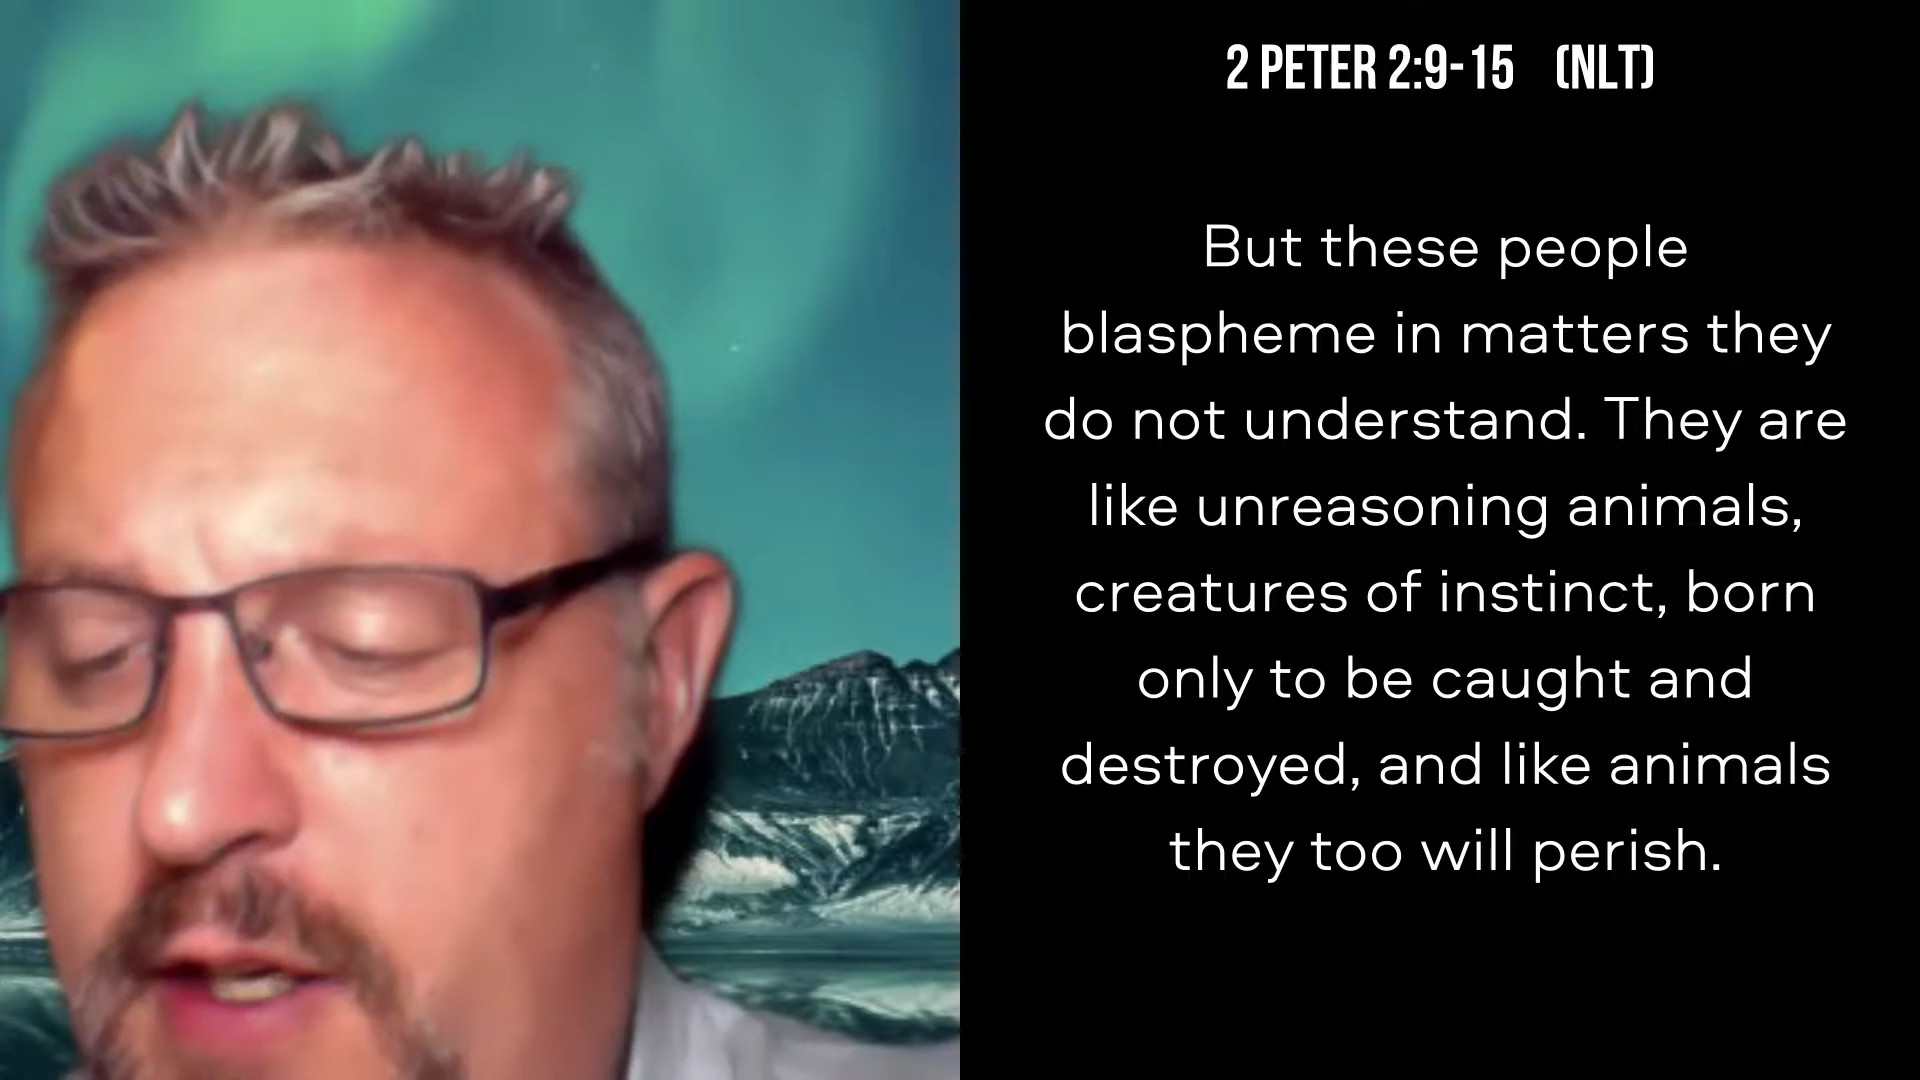 2 PETER 2:9-15 (NLT)
But these people
blaspheme in matters they
do not understand. They are
like unreasoning animals,
creatures of instinct, born
only to be caught and
destroyed, and like animals
they too will perish.